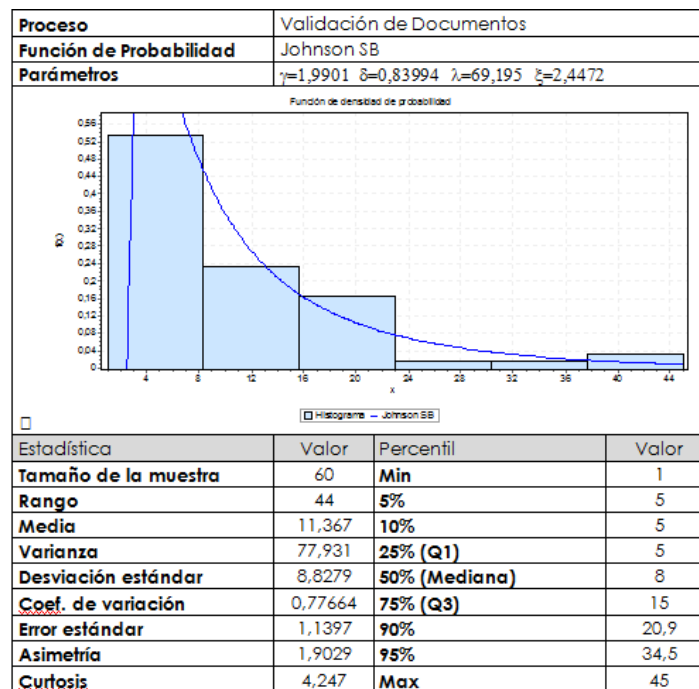 Proceso Validación de Documentos
Función de Probabilidad Johnson SB
Parámetros γ=1,9901 δ=0,83994 λ=69,195 ξ=2,4472
Función de densidad de probabilidad
0,56
0,52
0,48
0,44
0,4
0,36
0,32
0,28
0,24
0,2
0,16
0,12
0,08
0,04
0
f(x)
4 8 12 16 20 24 28 32 36 40 44
x
Histograma Johnson SB
Estadística Valor Percentil Valor
Tamaño de la muestra 60 Min 1
Rango 44 5% 5
Media 11,367 10% 5
Varianza 77,931 25% (Q1) 5
Desviación estándar 8,8279 50% (Mediana) 8
Coef. de variación 0,77664 75% (Q3) 15
Error estándar 1,1397 90% 20,9
Asimetría 1,9029 95% 34,5
Curtosis 4,247 Max 45